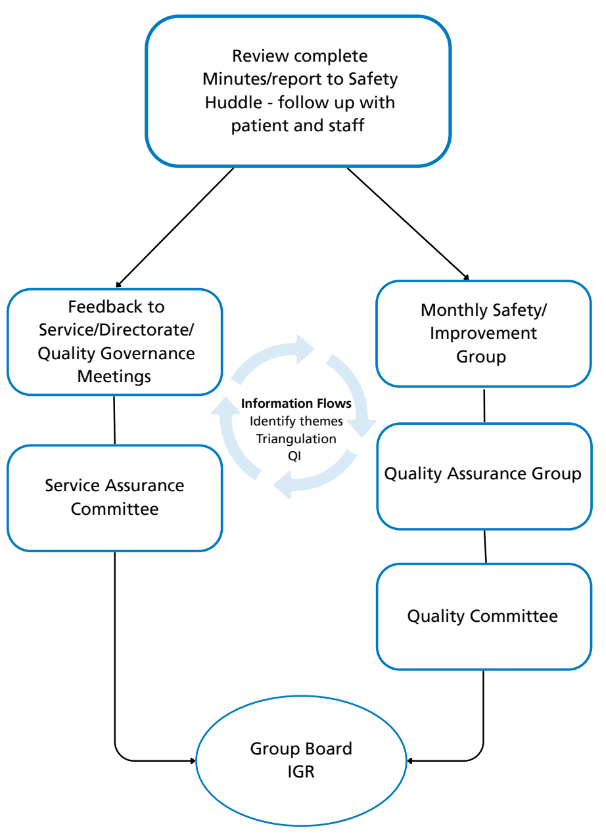 Review complete
Minutes/report to Safety
Huddle - follow up with
patient and staff
Feedback to
Service/Directorate/
Quality Governance
Meetings
Monthly Safety/
Improvement
Group
Information Flows
Identify themes
Triangulation
QI
Service Assurance
Committee
Quality Assurance Group
Quality Committee
Group Board
IGR